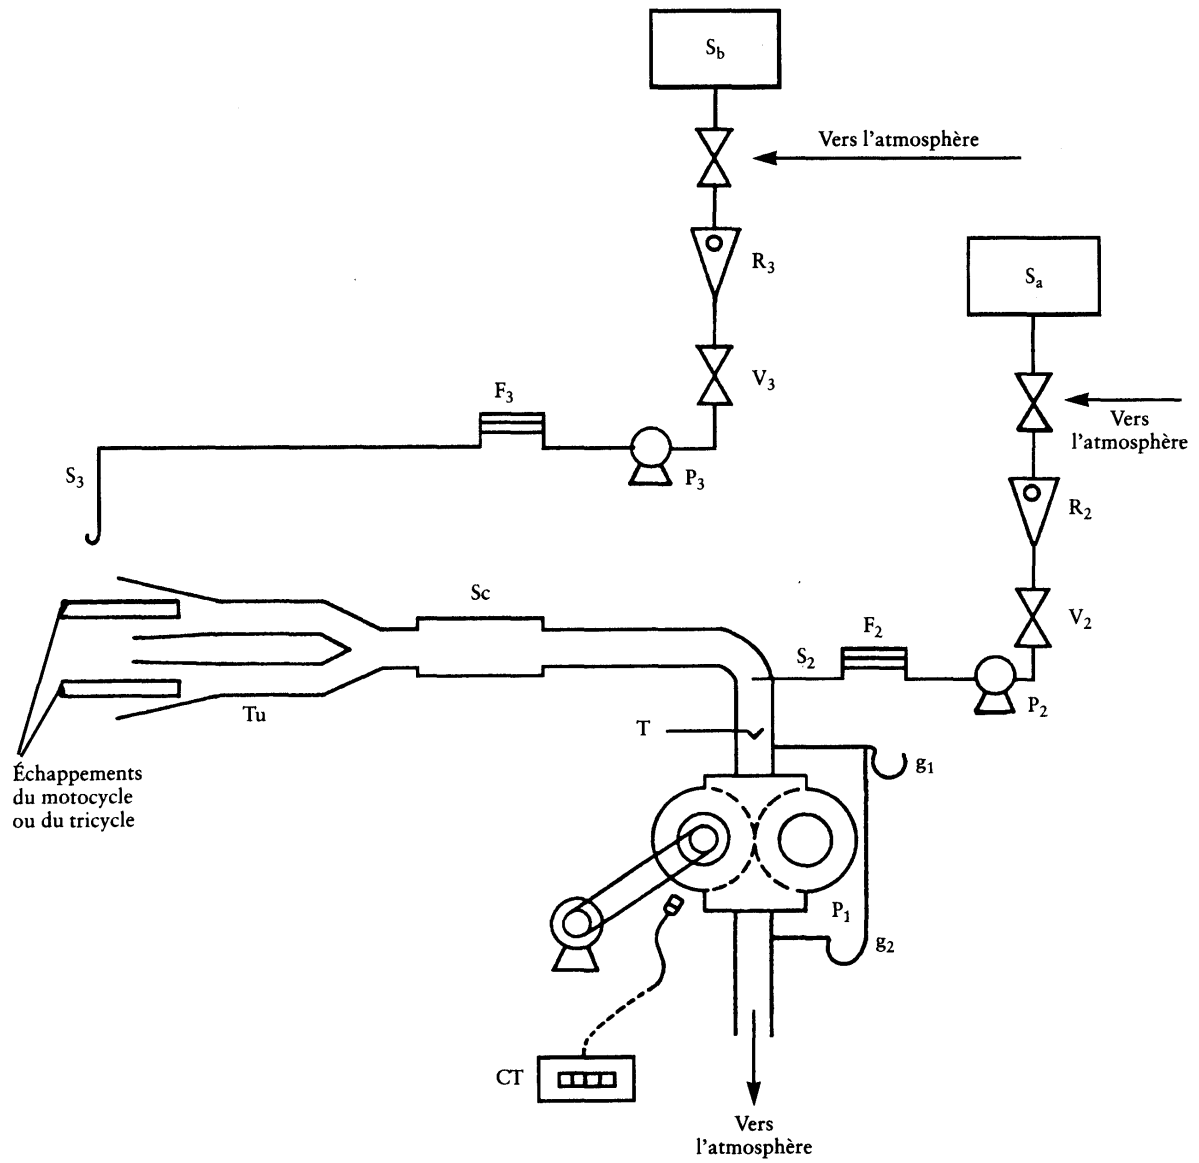 S_b
Vers l'atmosphère
R_3
S_a
V_3
F_3
Vers
l'atmosphère
S_3
P_3
R_2
Sc
V_2
F_2
S_2
P_2
Tu
T
g_1
Échappements
du motocycle
ou du tricycle
P_1
g_2
CT
Vers
l'atmosphère